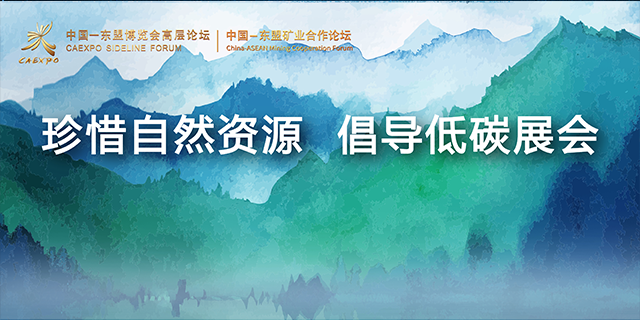 CAEXPO
中国—东盟博览会高层论坛
CAEXPO SIDELINE FORUM
中国—东盟矿业合作论坛
China-ASEAN Mining Cooperation Forum
珍惜自然资源 倡导低碳展会